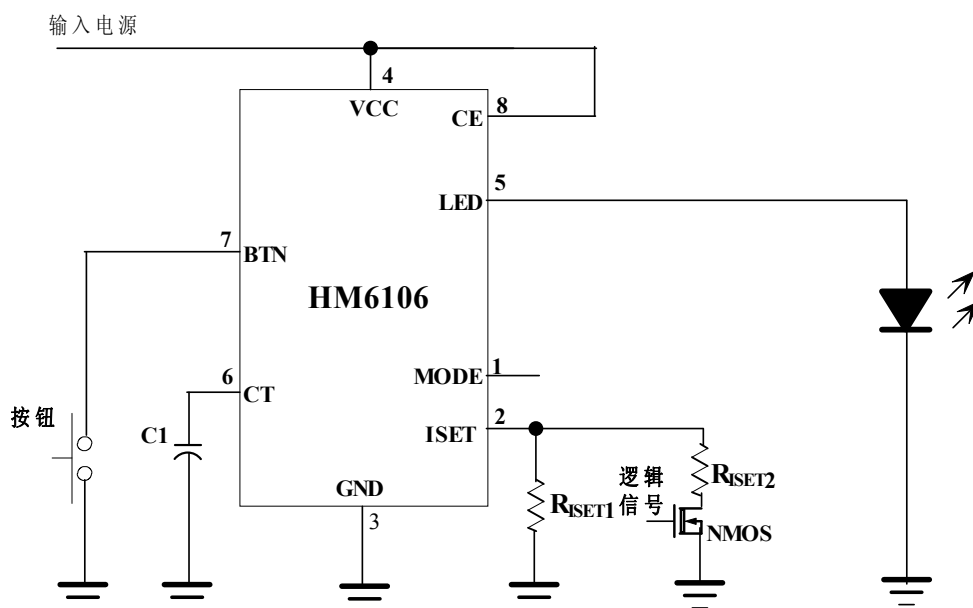 输入电源
4
VCC
8
CE
5
LED
7
BTN
HM6106
1
MODE
6
CT
2
ISET
按钮
C1
逻辑
信号
RISET2
GND
RISET1
3
NMOS